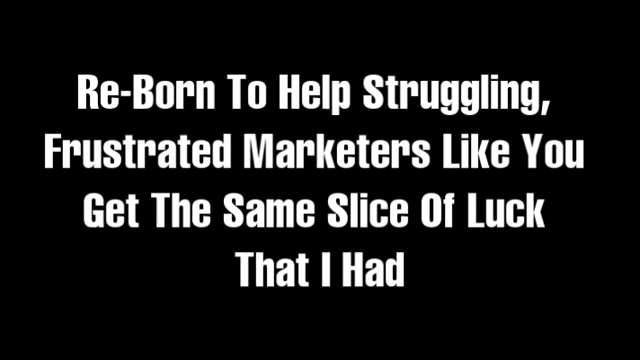 Re-Born To Help Struggling,
Frustrated Marketers Like You
Get The Same Slice Of Luck
That I Had